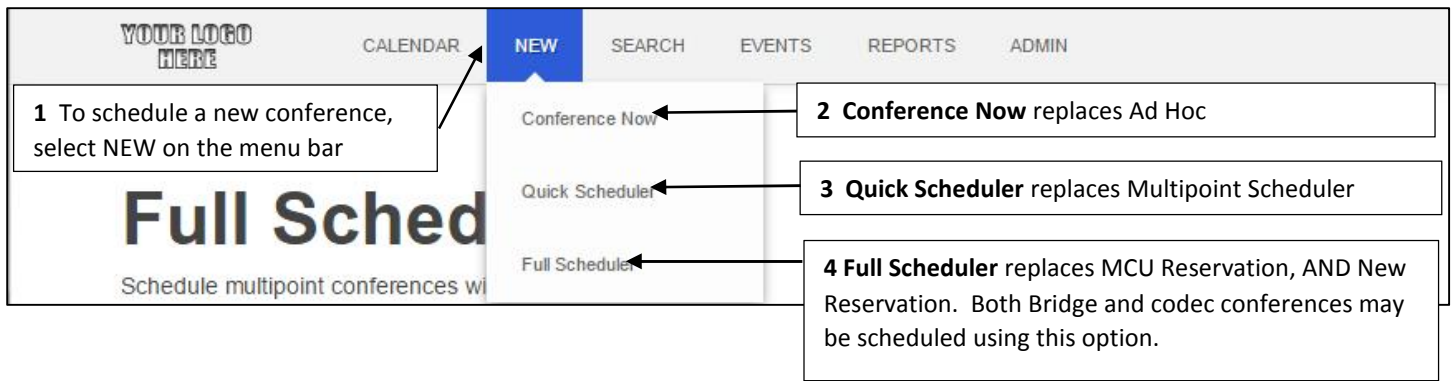 YOUR LOGO
HERE
CALENDAR NEW SEARCH EVENTS REPORTS ADMIN
1 To schedule a new conference,
select NEW on the menu bar
Conference Now
2 Conference Now replaces Ad Hoc
Quick Scheduler
3 Quick Scheduler replaces Multipoint Scheduler
Full Sched
Full Scheduler
4 Full Scheduler replaces MCU Reservation, AND New
Reservation. Both Bridge and codec conferences may
be scheduled using this option.
Schedule multipoint conferences wi